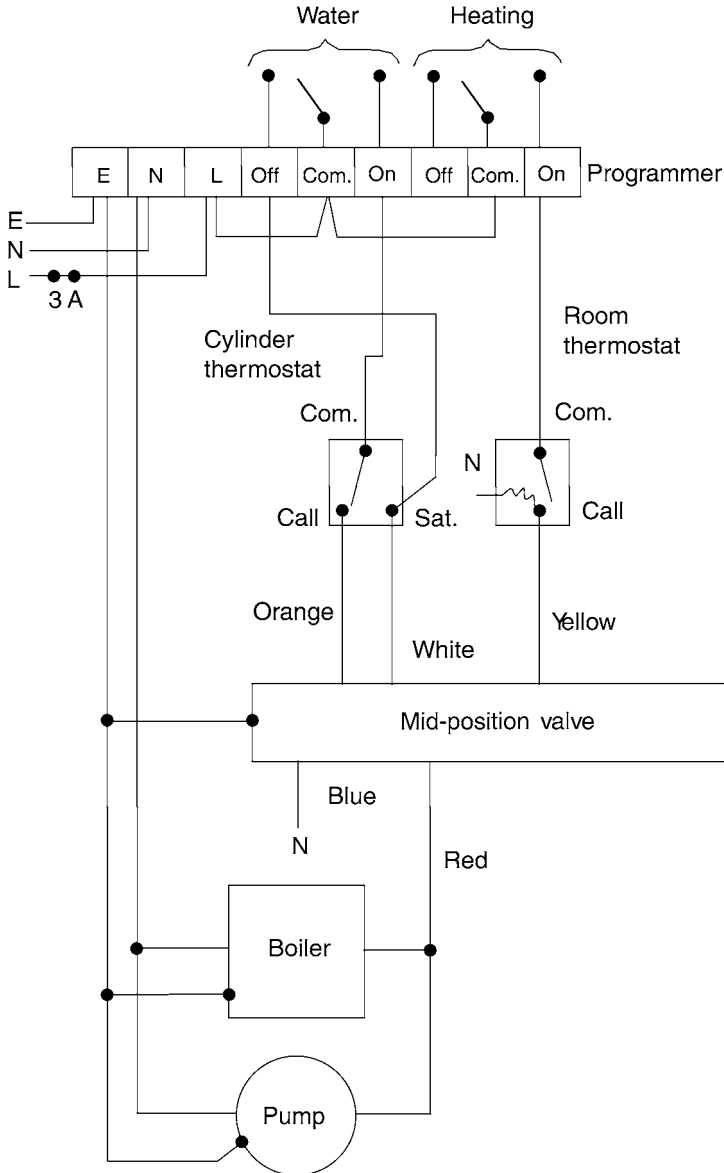 Water Heating
E N L Off Com. On Off Com. On Programmer
E
N
L
3 A
Cylinder
thermostat
Room
thermostat
Com.
Com.
N
Call
Sat.
Call
Orange
White
Yellow
Mid-position valve
Blue
N
Red
Boiler
Pump